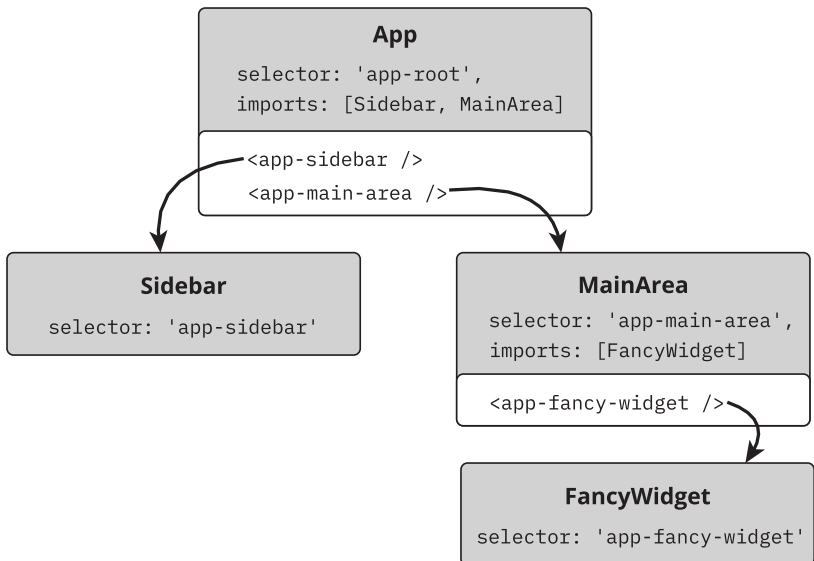 App
selector: 'app-root',
imports: [Sidebar, MainArea]
<app-sidebar />
<app-main-area />
Sidebar
selector: 'app-sidebar'
MainArea
selector: 'app-main-area',
imports: [FancyWidget]
<app-fancy-widget />
FancyWidget
selector: 'app-fancy-widget'